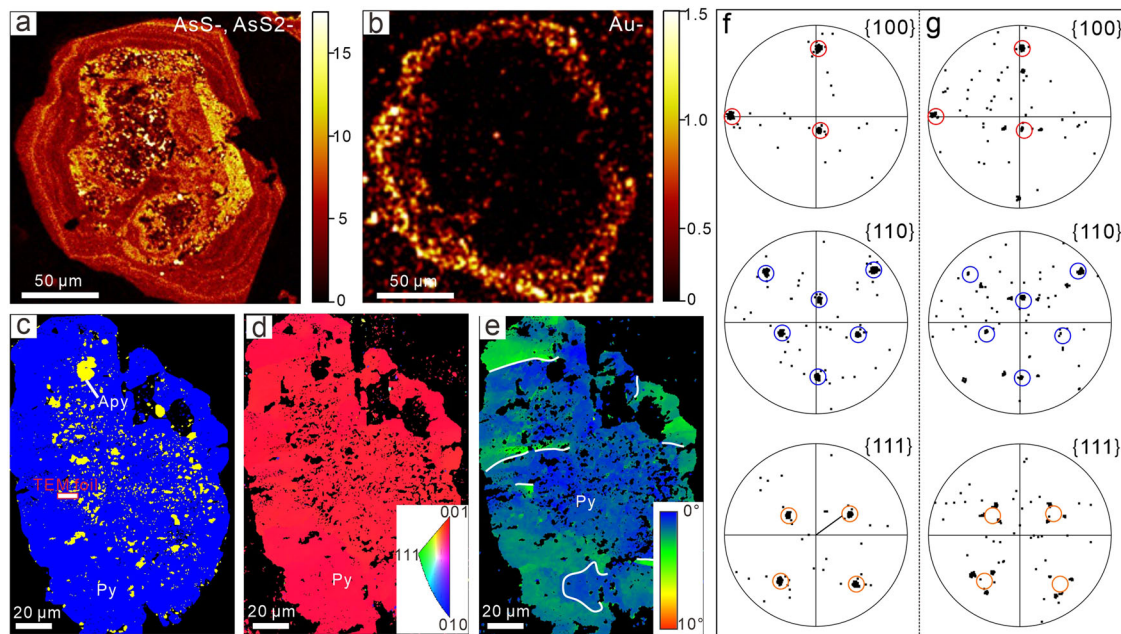 a
AsS-, AsS2-
15
10
5
0
50 µm
b
Au-
1.5
1.0
0.5
0
50 µm
c
Apy
TEM foil
Py
20 µm
d
Py
20 µm
001
111
010
e
Py
20 µm
0°
10°
f
{100}
{110}
{111}
g
{100}
{110}
{111}